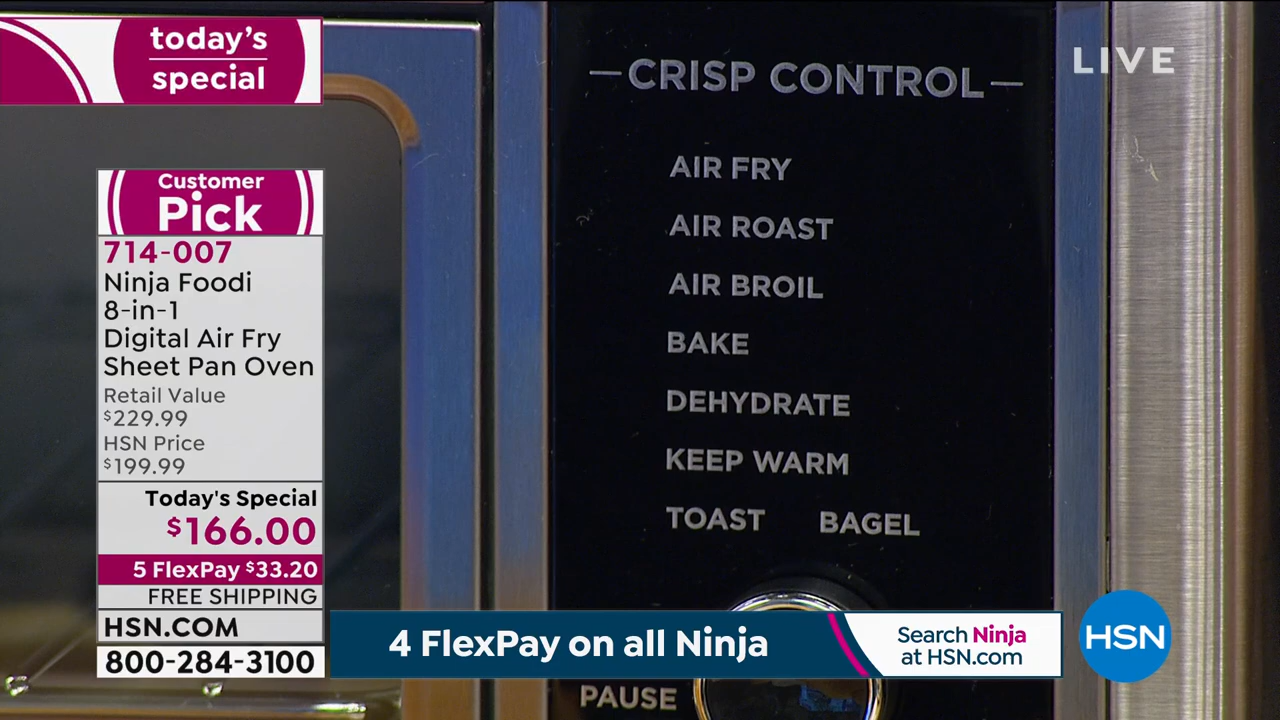 today's
special
Customer
Pick
714-007
Ninja Foodi
8-in-1
Digital Air Fry
Sheet Pan Oven
Retail Value
$229.99
HSN Price
$199.99
Today's Special
$166.00
5 FlexPay $33.20
FREE SHIPPING
HSN.COM
800-284-3100
LIVE
—CRISP CONTROL—
AIR FRY
AIR ROAST
AIR BROIL
BAKE
DEHYDRATE
KEEP WARM
TOAST BAGEL
4 FlexPay on all Ninja
Search Ninja
at HSN.com
HSN
PAUSE